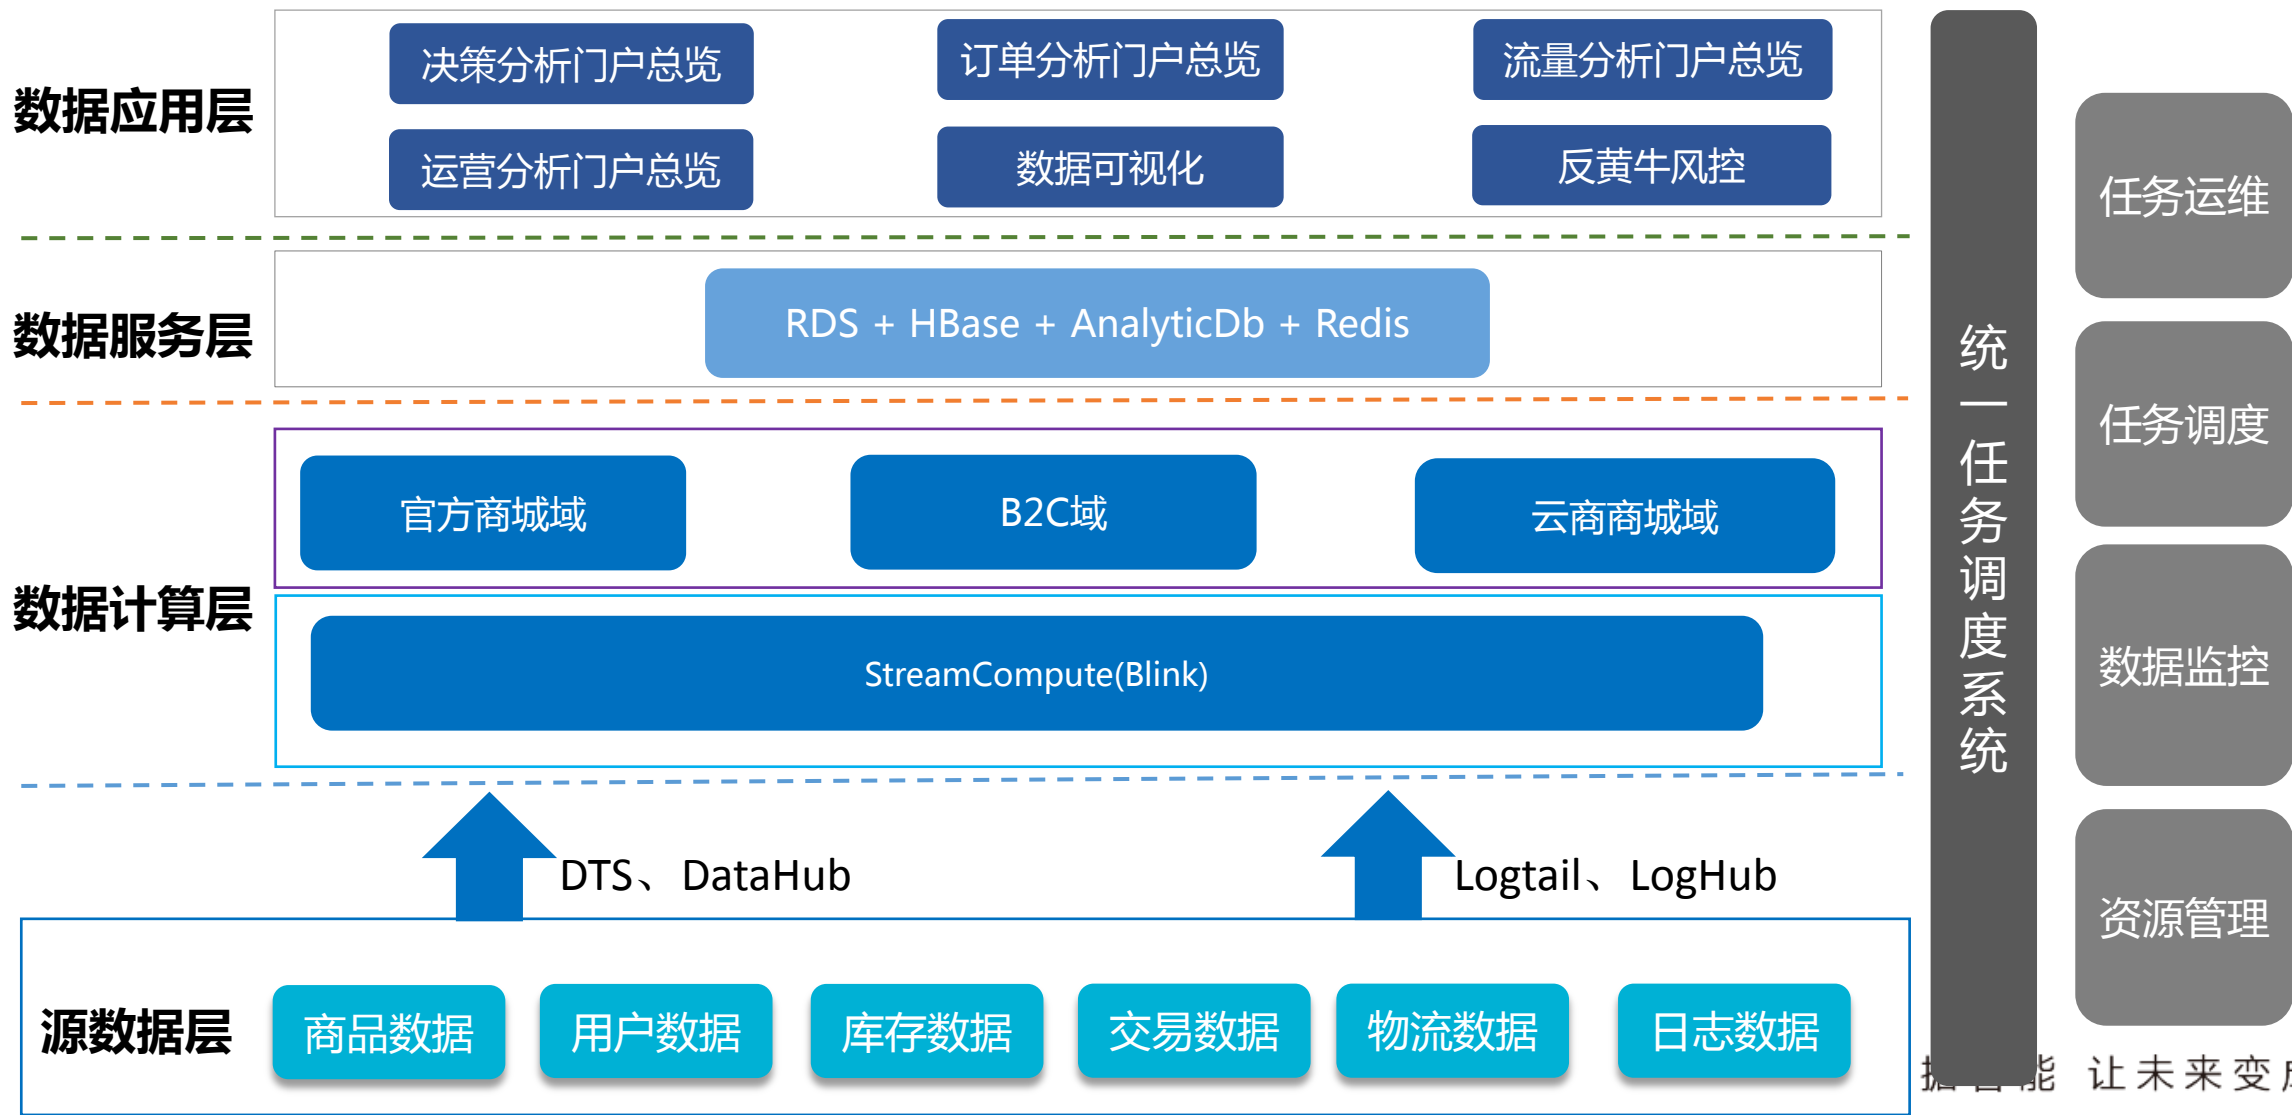 数据应用层
决策分析门户总览
订单分析门户总览
流量分析门户总览
运营分析门户总览
数据可视化
反黄牛风控
数据服务层
RDS + HBase + AnalyticDb + Redis
数据计算层
官方商城域
B2C域
云商商城域
StreamCompute(Blink)
DTS、DataHub
Logtail、LogHub
源数据层
商品数据
用户数据
库存数据
交易数据
物流数据
日志数据
统一任务调度系统
任务运维
任务调度
数据监控
资源管理
能 让未来变